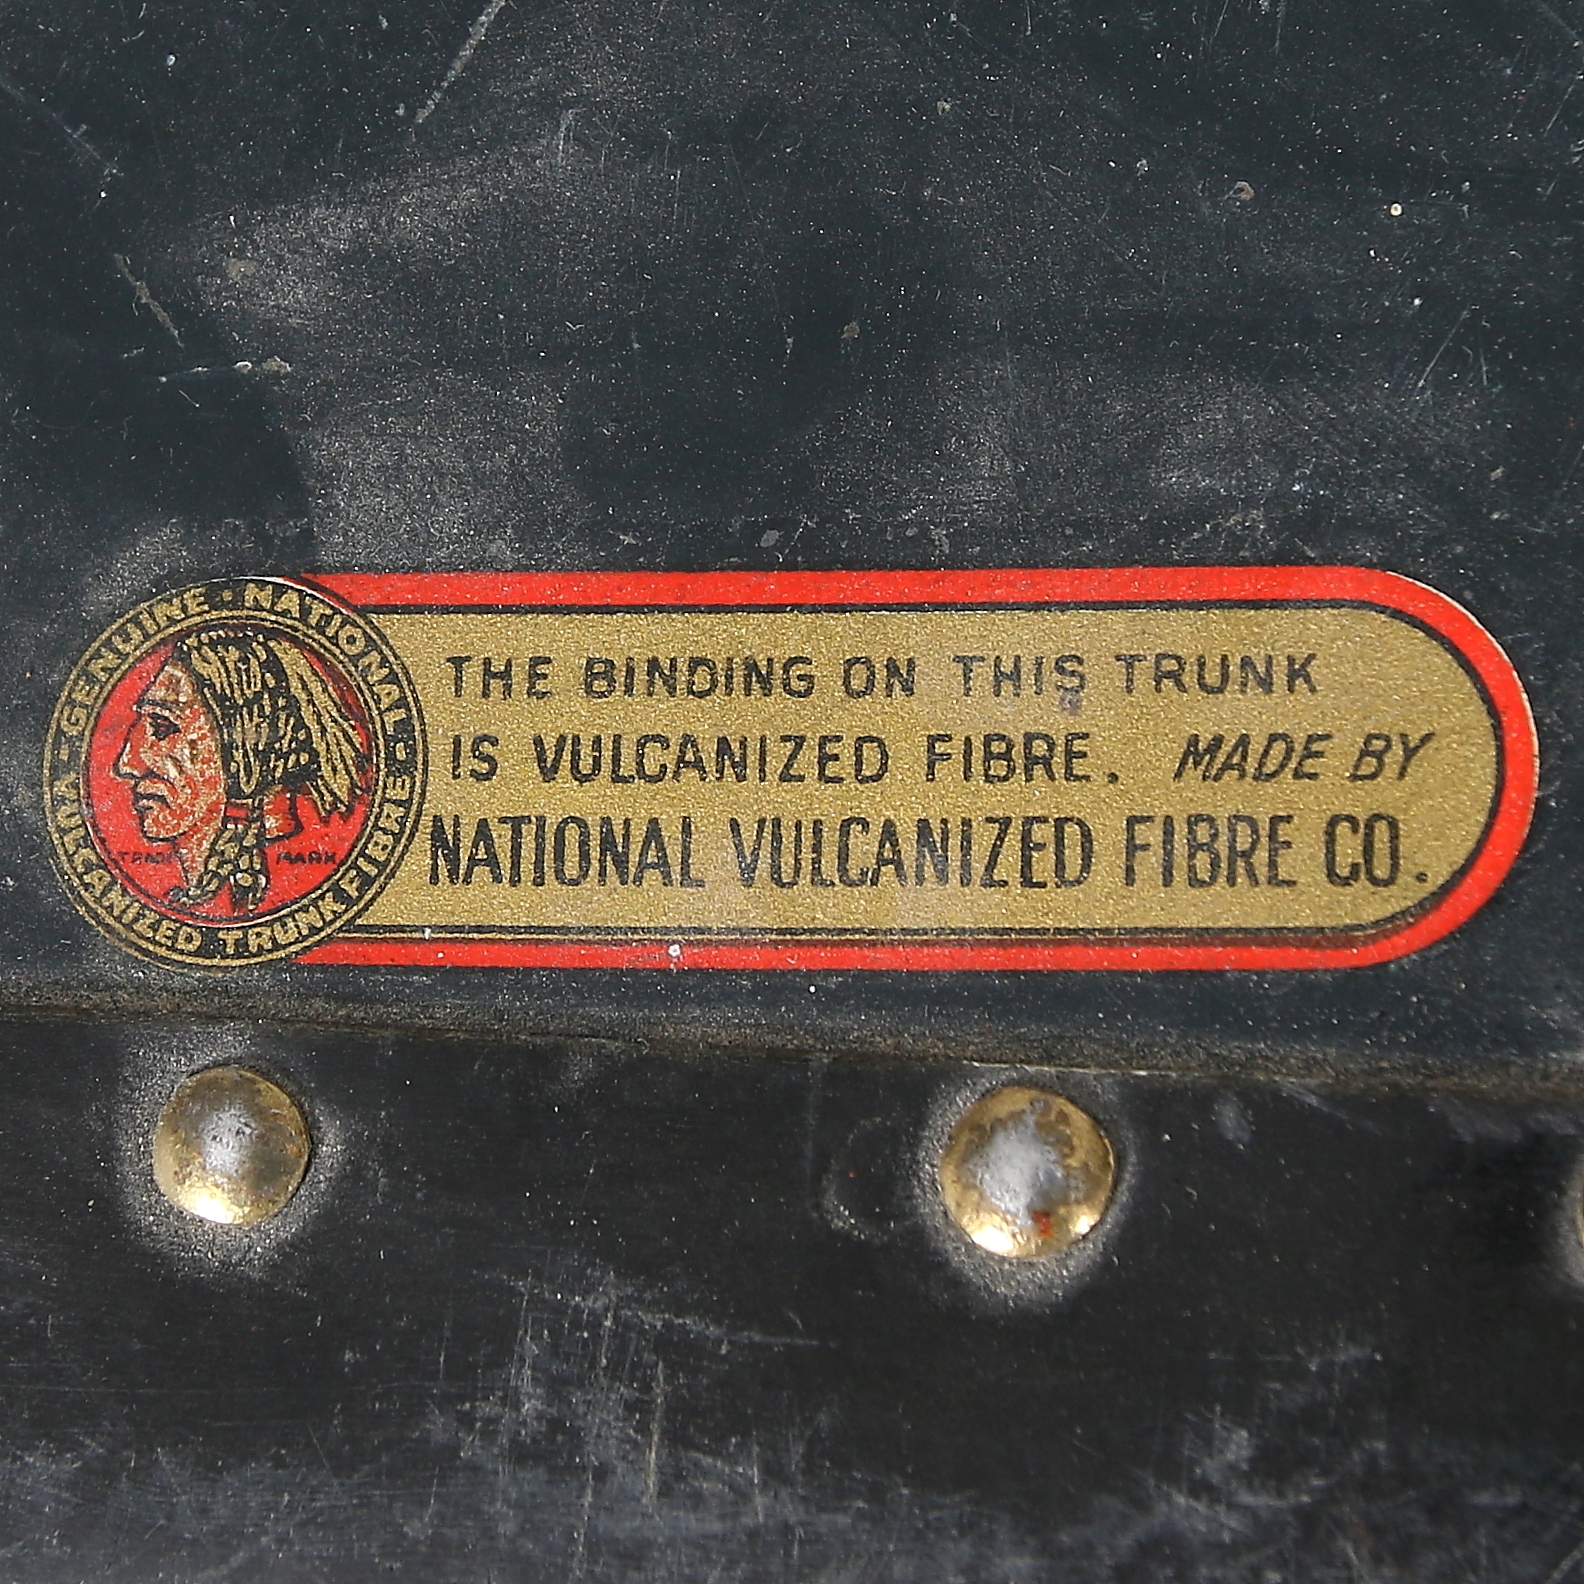 GENUINE · NATIONAL · VULCANIZED TRUNK FIBRE ·
TRADE MARK
THE BINDING ON THIS TRUNK
IS VULCANIZED FIBRE. MADE BY
NATIONAL VULCANIZED FIBRE CO.